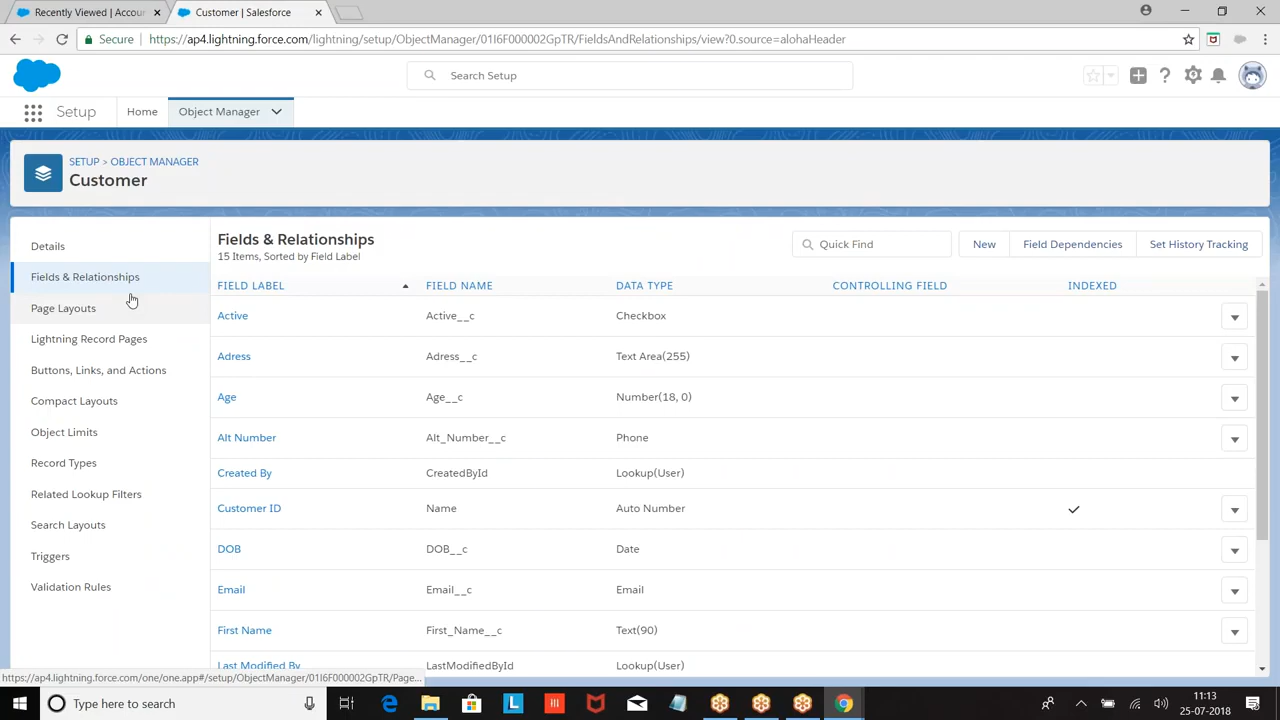 Recently Viewed | Accou
Customer | Salesforce
Secure
https://ap4.lightning.force.com/lightning/setup/ObjectManager/01I6F000002GpTR/FieldsAndRelationships/view?0.source=alohaHeader
Search Setup
Setup
Home
Object Manager
SETUP > OBJECT MANAGER
Customer
Details
Fields & Relationships
Page Layouts
Lightning Record Pages
Buttons, Links, and Actions
Compact Layouts
Object Limits
Record Types
Related Lookup Filters
Search Layouts
Triggers
Validation Rules
Fields & Relationships
15 Items, Sorted by Field Label
Quick Find
New
Field Dependencies
Set History Tracking
FIELD LABEL FIELD NAME DATA TYPE CONTROLLING FIELD INDEXED
Active Active__c Checkbox
Adress Adress__c Text Area(255)
Age Age__c Number(18, 0)
Alt Number Alt_Number__c Phone
Created By CreatedById Lookup(User)
Customer ID Name Auto Number
DOB DOB__c Date
Email Email__c Email
First Name First_Name__c Text(90)
Last Modified By LastModifiedById Lookup(User)
https://ap4.lightning.force.com/one/one.app#/setup/ObjectManager/01I6F000002GpTR/Page...
Type here to search
11:13
25-07-2018